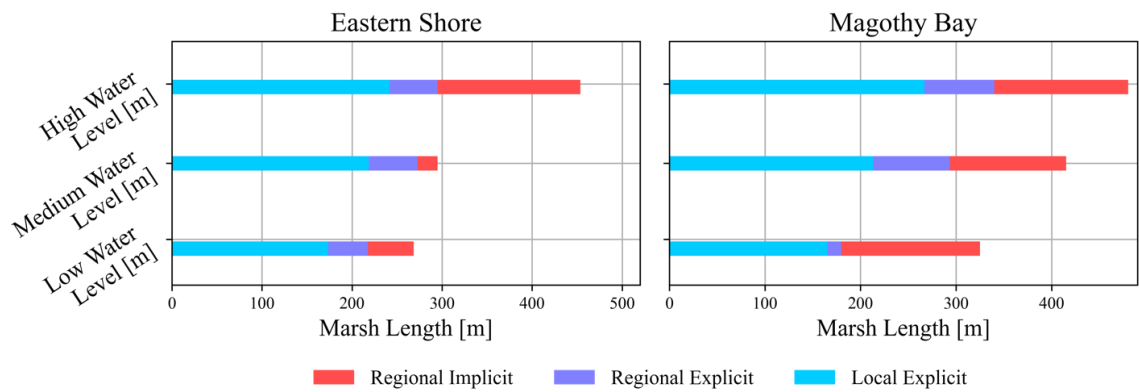 Eastern Shore
Magothy Bay
High Water
Level [m]
Medium Water
Level [m]
Low Water
Level [m]
0 100 200 300 400 500
0 100 200 300 400
Marsh Length [m]
Marsh Length [m]
Regional Implicit
Regional Explicit
Local Explicit